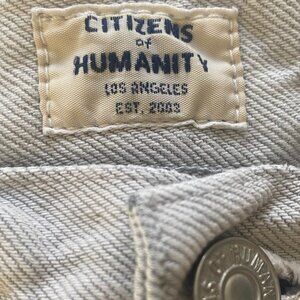 CITIZENS
of
HUMANITY
LOS ANGELES
EST. 2003